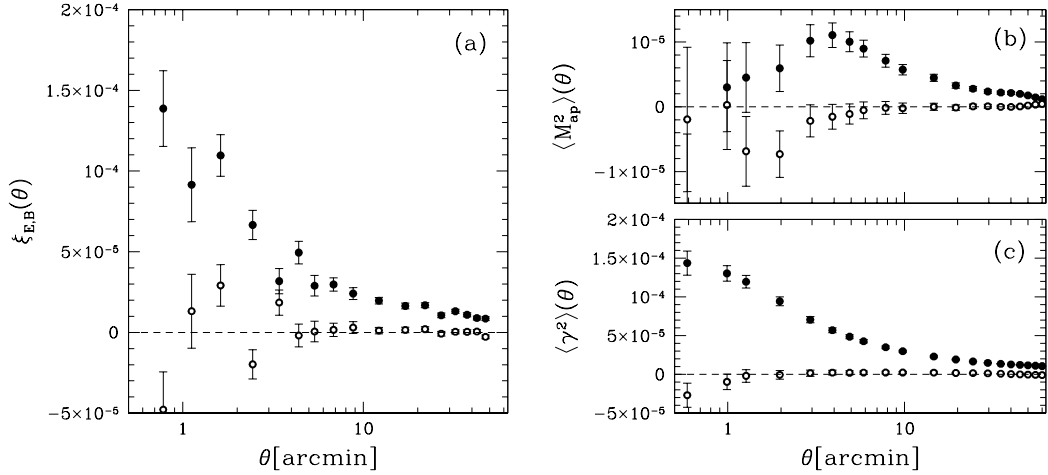 (a)
2×10⁻⁴
1.5×10⁻⁴
10⁻⁴
5×10⁻⁵
0
-5×10⁻⁵
ξE,B(θ)
1
10
θ[arcmin]
(b)
10⁻⁵
0
-1×10⁻⁵
⟨M²ap⟩(θ)
(c)
2×10⁻⁴
1.5×10⁻⁴
10⁻⁴
5×10⁻⁵
0
-5×10⁻⁵
⟨γ²⟩(θ)
1
10
θ[arcmin]